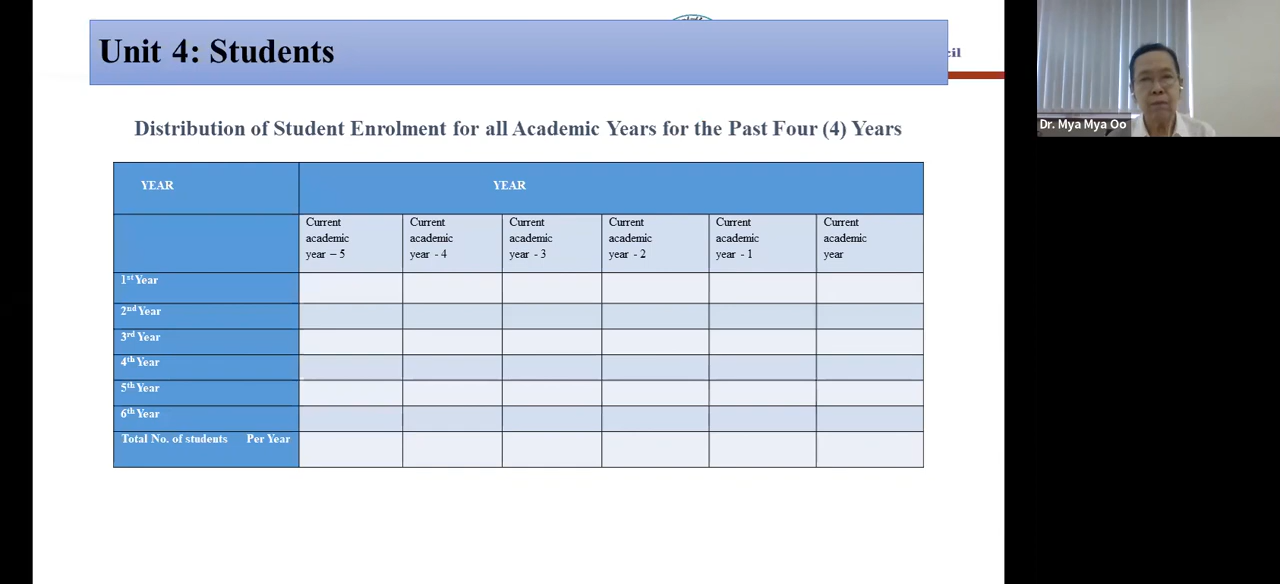 Unit 4: Students
cil
Distribution of Student Enrolment for all Academic Years for the Past Four (4) Years
YEAR YEAR
Current academic year – 5 Current academic year - 4 Current academic year - 3 Current academic year - 2 Current academic year - 1 Current academic year
1st Year
2nd Year
3rd Year
4th Year
5th Year
6th Year
Total No. of students Per Year
Dr. Mya Mya Oo